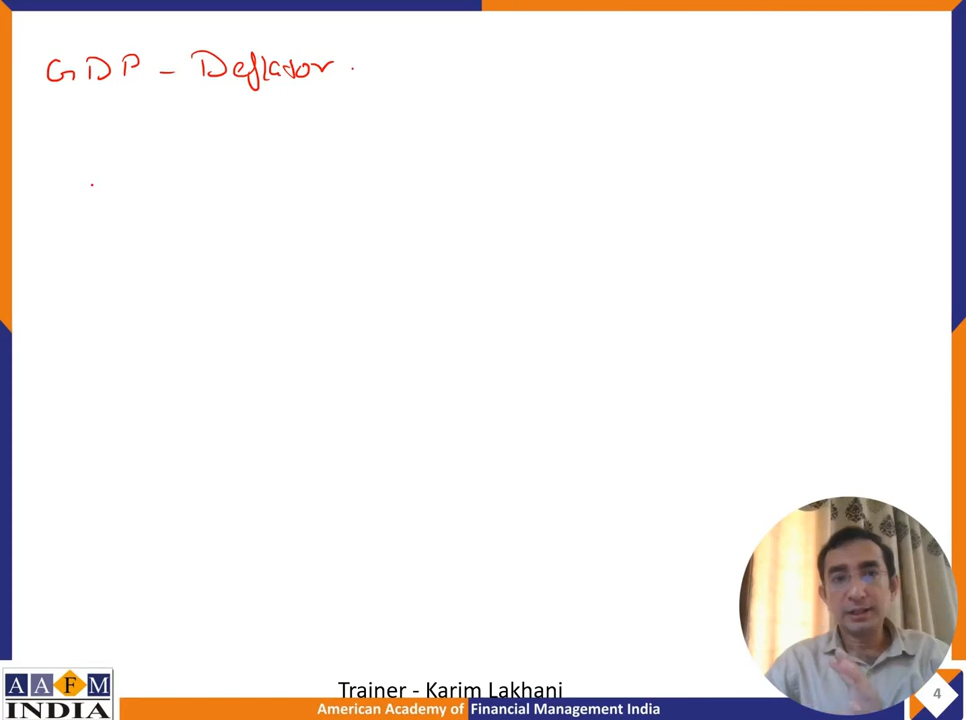 GDP - Deflator
Trainer - Karim Lakhani
AAFM
INDIA
American Academy of Financial Management India
4